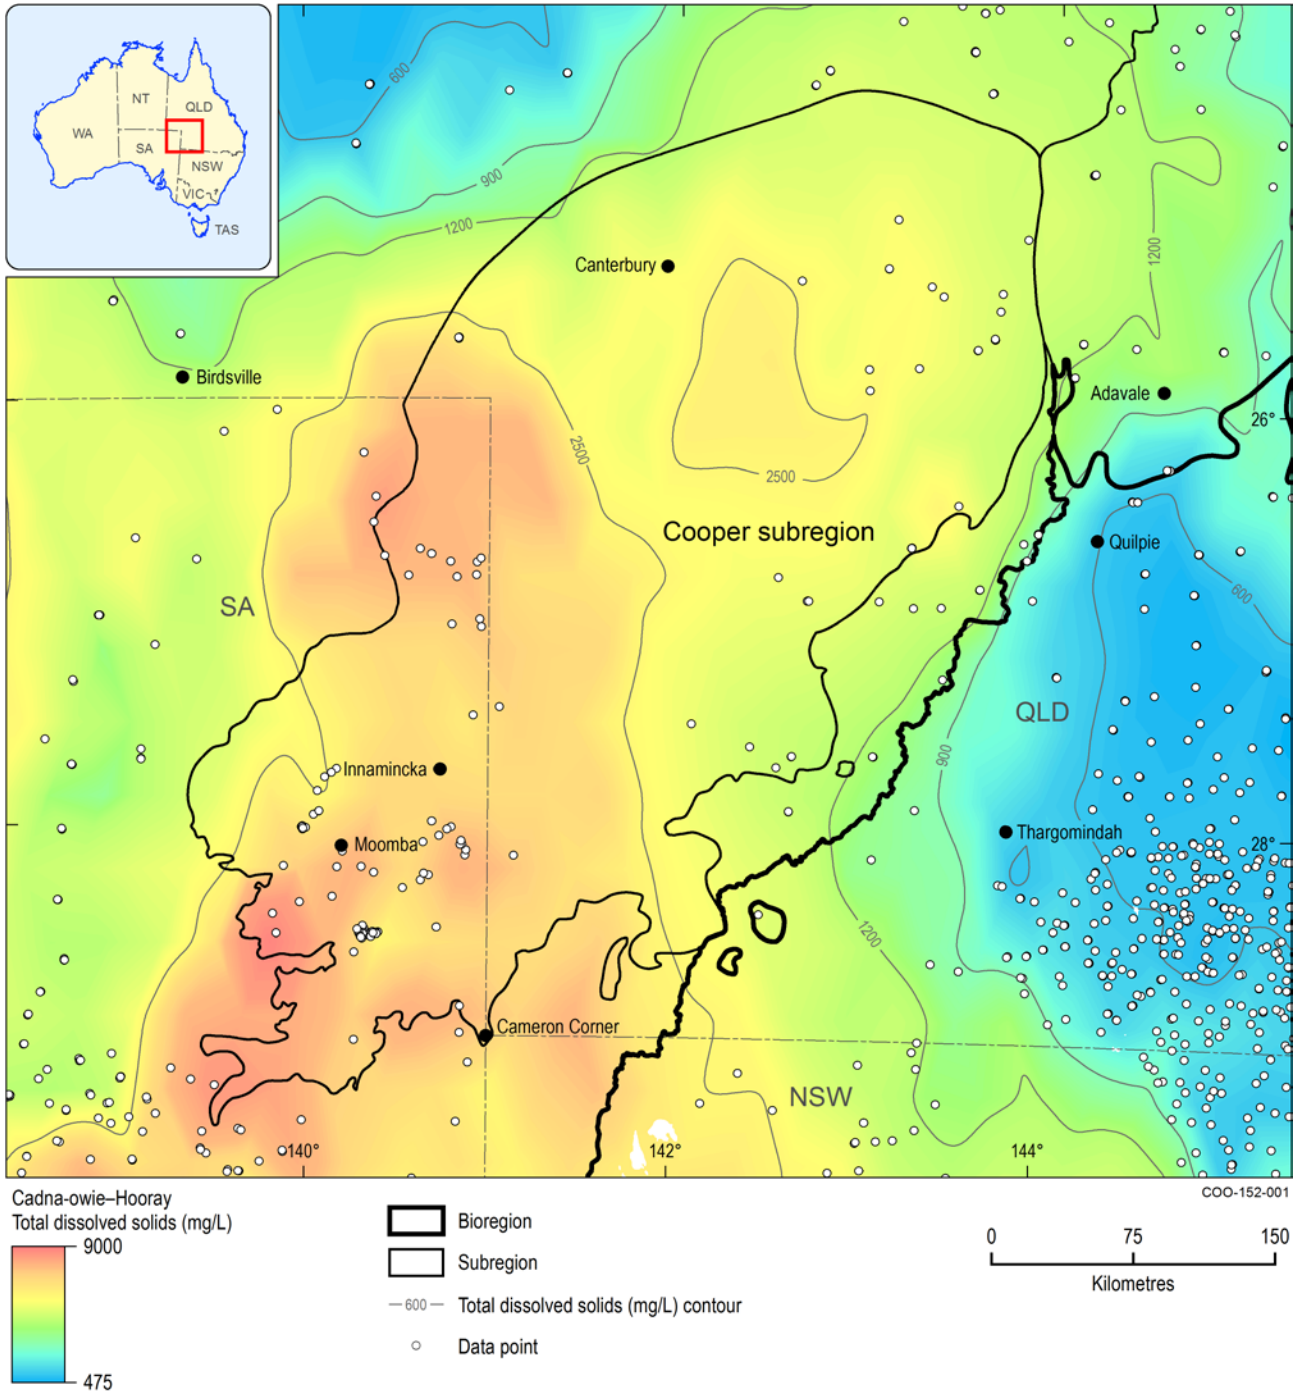 NT
QLD
WA
SA
NSW
VIC
TAS
600
900
1200
1200
Canterbury
Birdsville
Adavale
26°
2500
2500
Cooper subregion
Quilpie
600
SA
QLD
900
Innamincka
Thargomindah
Moomba
28°
1200
Cameron Corner
NSW
140°
142°
144°
COO-152-001
Cadna-owie–Hooray
Total dissolved solids (mg/L)
9000
475
Bioregion
Subregion
600
Total dissolved solids (mg/L) contour
Data point
0 75 150
Kilometres